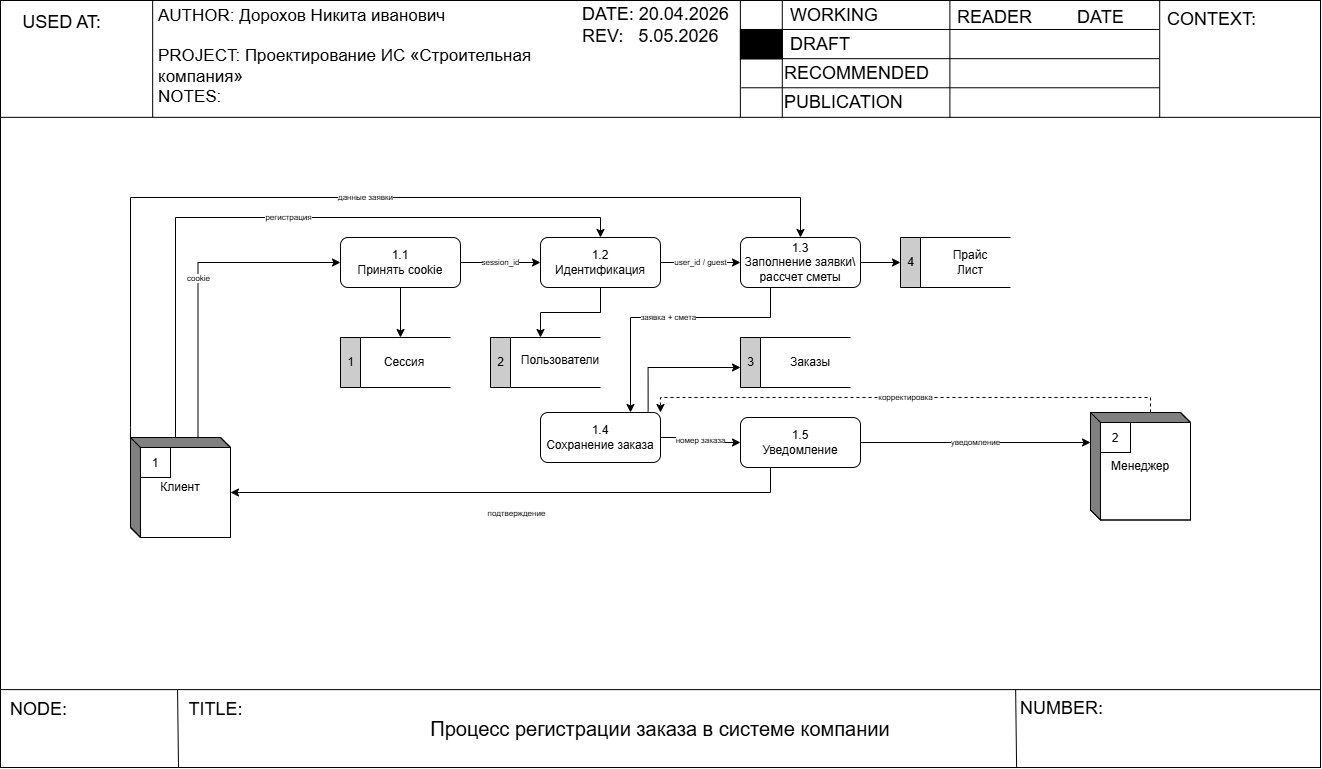 USED AT:
AUTHOR: Дорохов Никита иванович
PROJECT: Проектирование ИС «Строительная
компания»
NOTES:
DATE: 20.04.2026
REV: 5.05.2026
WORKING
DRAFT
RECOMMENDED
PUBLICATION
READER DATE
CONTEXT:
данные заявки
регистрация
cookie
1.1
Принять cookie
session_id
1.2
Идентификация
user_id / guest
1.3
Заполнение заявки\
рассчет сметы
4
Прайс
Лист
заявка + смета
1
Сессия
2
Пользователи
3
Заказы
корректировка
1.4
Сохранение заказа
номер заказа
1.5
Уведомление
уведомление
2
Менеджер
1
Клиент
подтверждение
NODE:
TITLE:
Процесс регистрации заказа в системе компании
NUMBER: